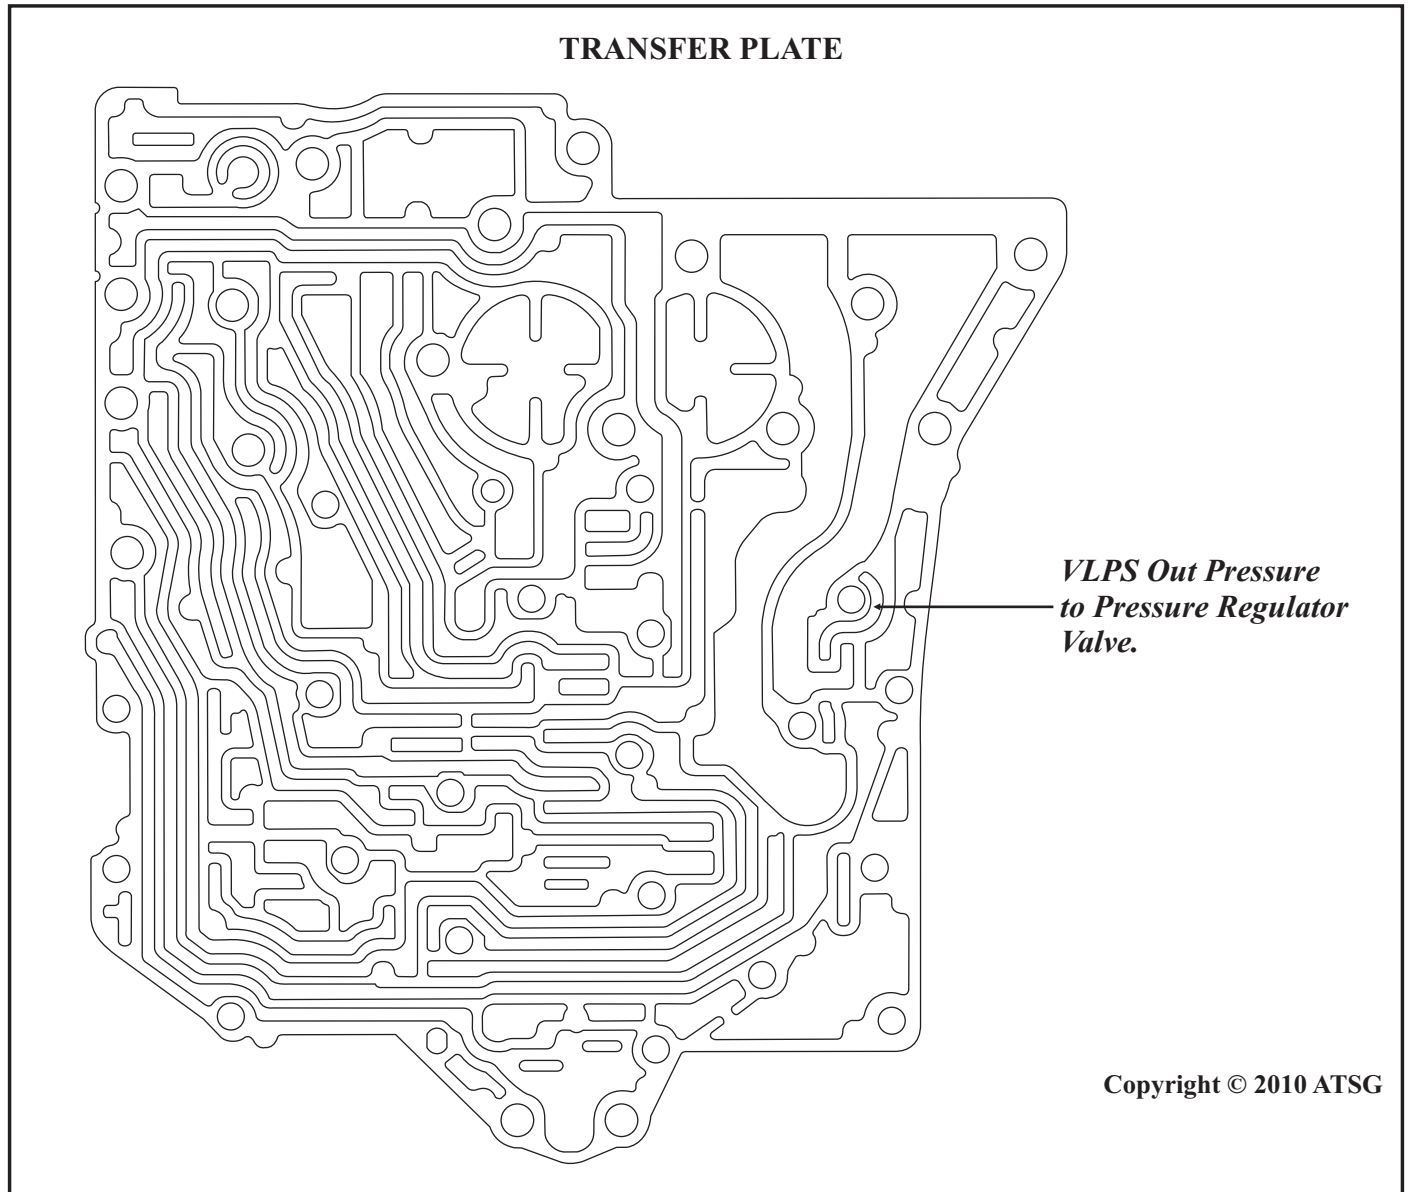 TRANSFER PLATE
VLPS Out Pressure
to Pressure Regulator
Valve.
Copyright © 2010 ATSG